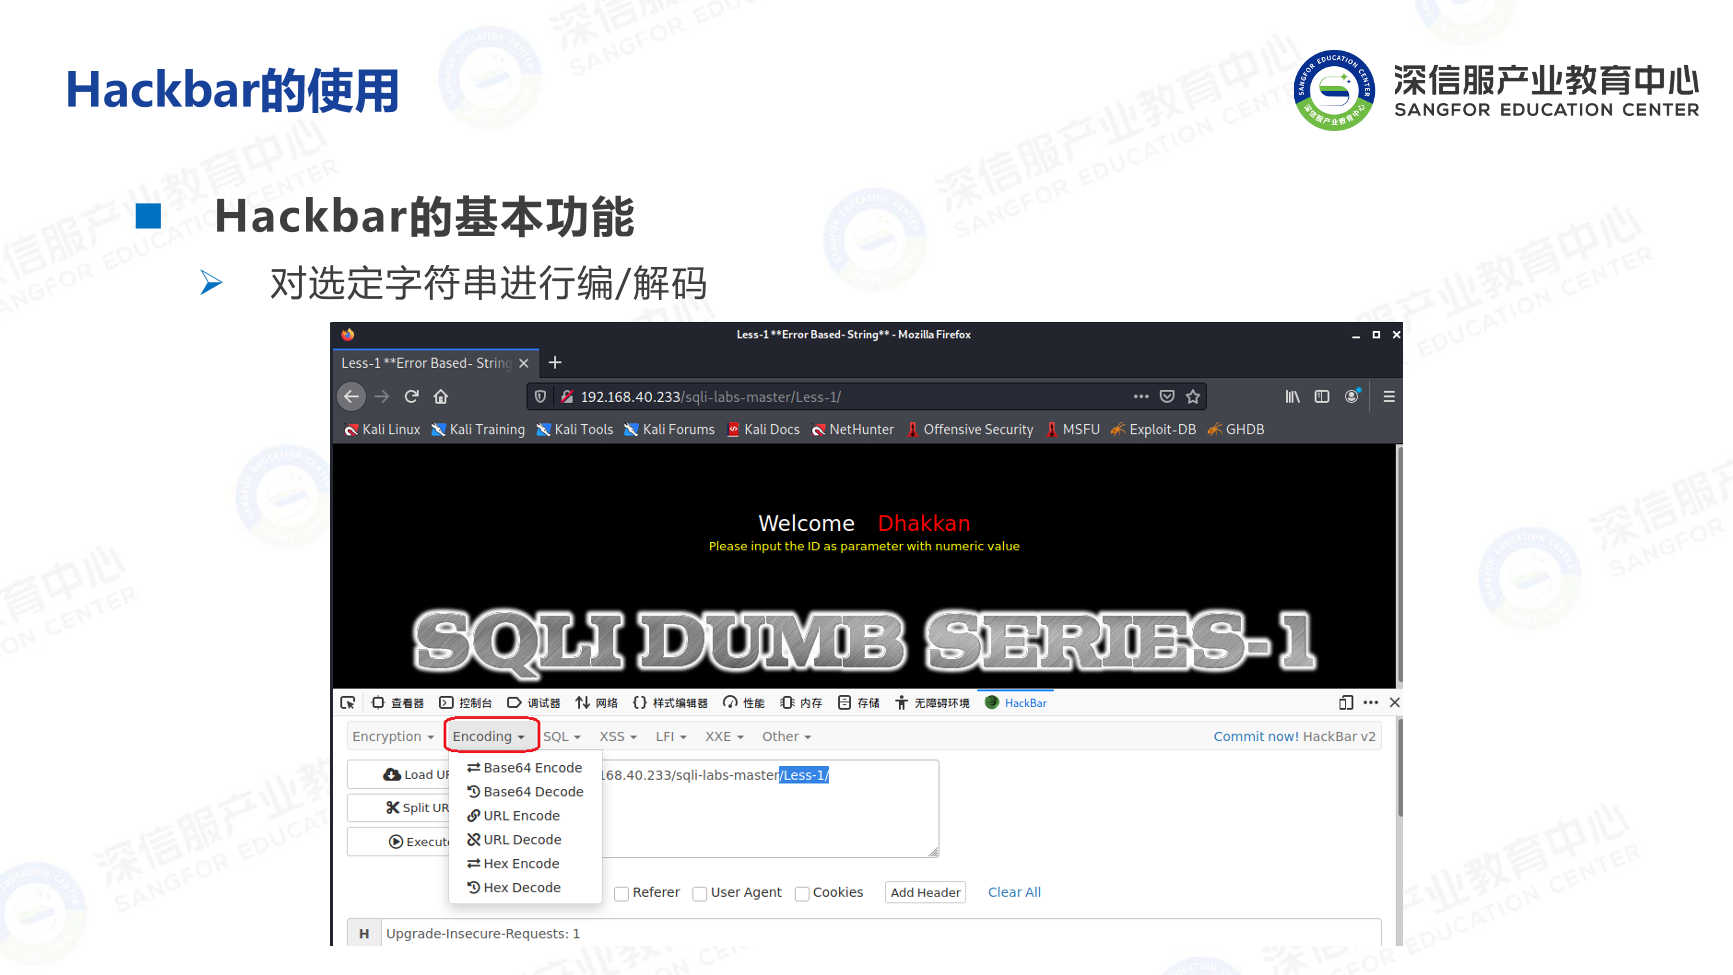 Hackbar的使用
深信服产业教育中心
SANGFOR EDUCATION CENTER
Hackbar的基本功能
对选定字符串进行编/解码
Less-1 **Error Based- String** - Mozilla Firefox
Less-1 **Error Based- String
192.168.40.233/sqli-labs-master/Less-1/
Kali Linux Kali Training Kali Tools Kali Forums Kali Docs NetHunter Offensive Security MSFU Exploit-DB GHDB
Welcome Dhakkan
Please input the ID as parameter with numeric value
SQLI DUMB SERIES-1
查看器 控制台 调试器 网络 样式编辑器 性能 内存 存储 无障碍环境 HackBar
Encryption Encoding SQL XSS LFI XXE Other Commit now! HackBar v2
Load UR 168.40.233/sqli-labs-master/Less-1/
Split UR
Execut
Base64 Encode
Base64 Decode
URL Encode
URL Decode
Hex Encode
Hex Decode
Referer User Agent Cookies Add Header Clear All
H Upgrade-Insecure-Requests: 1